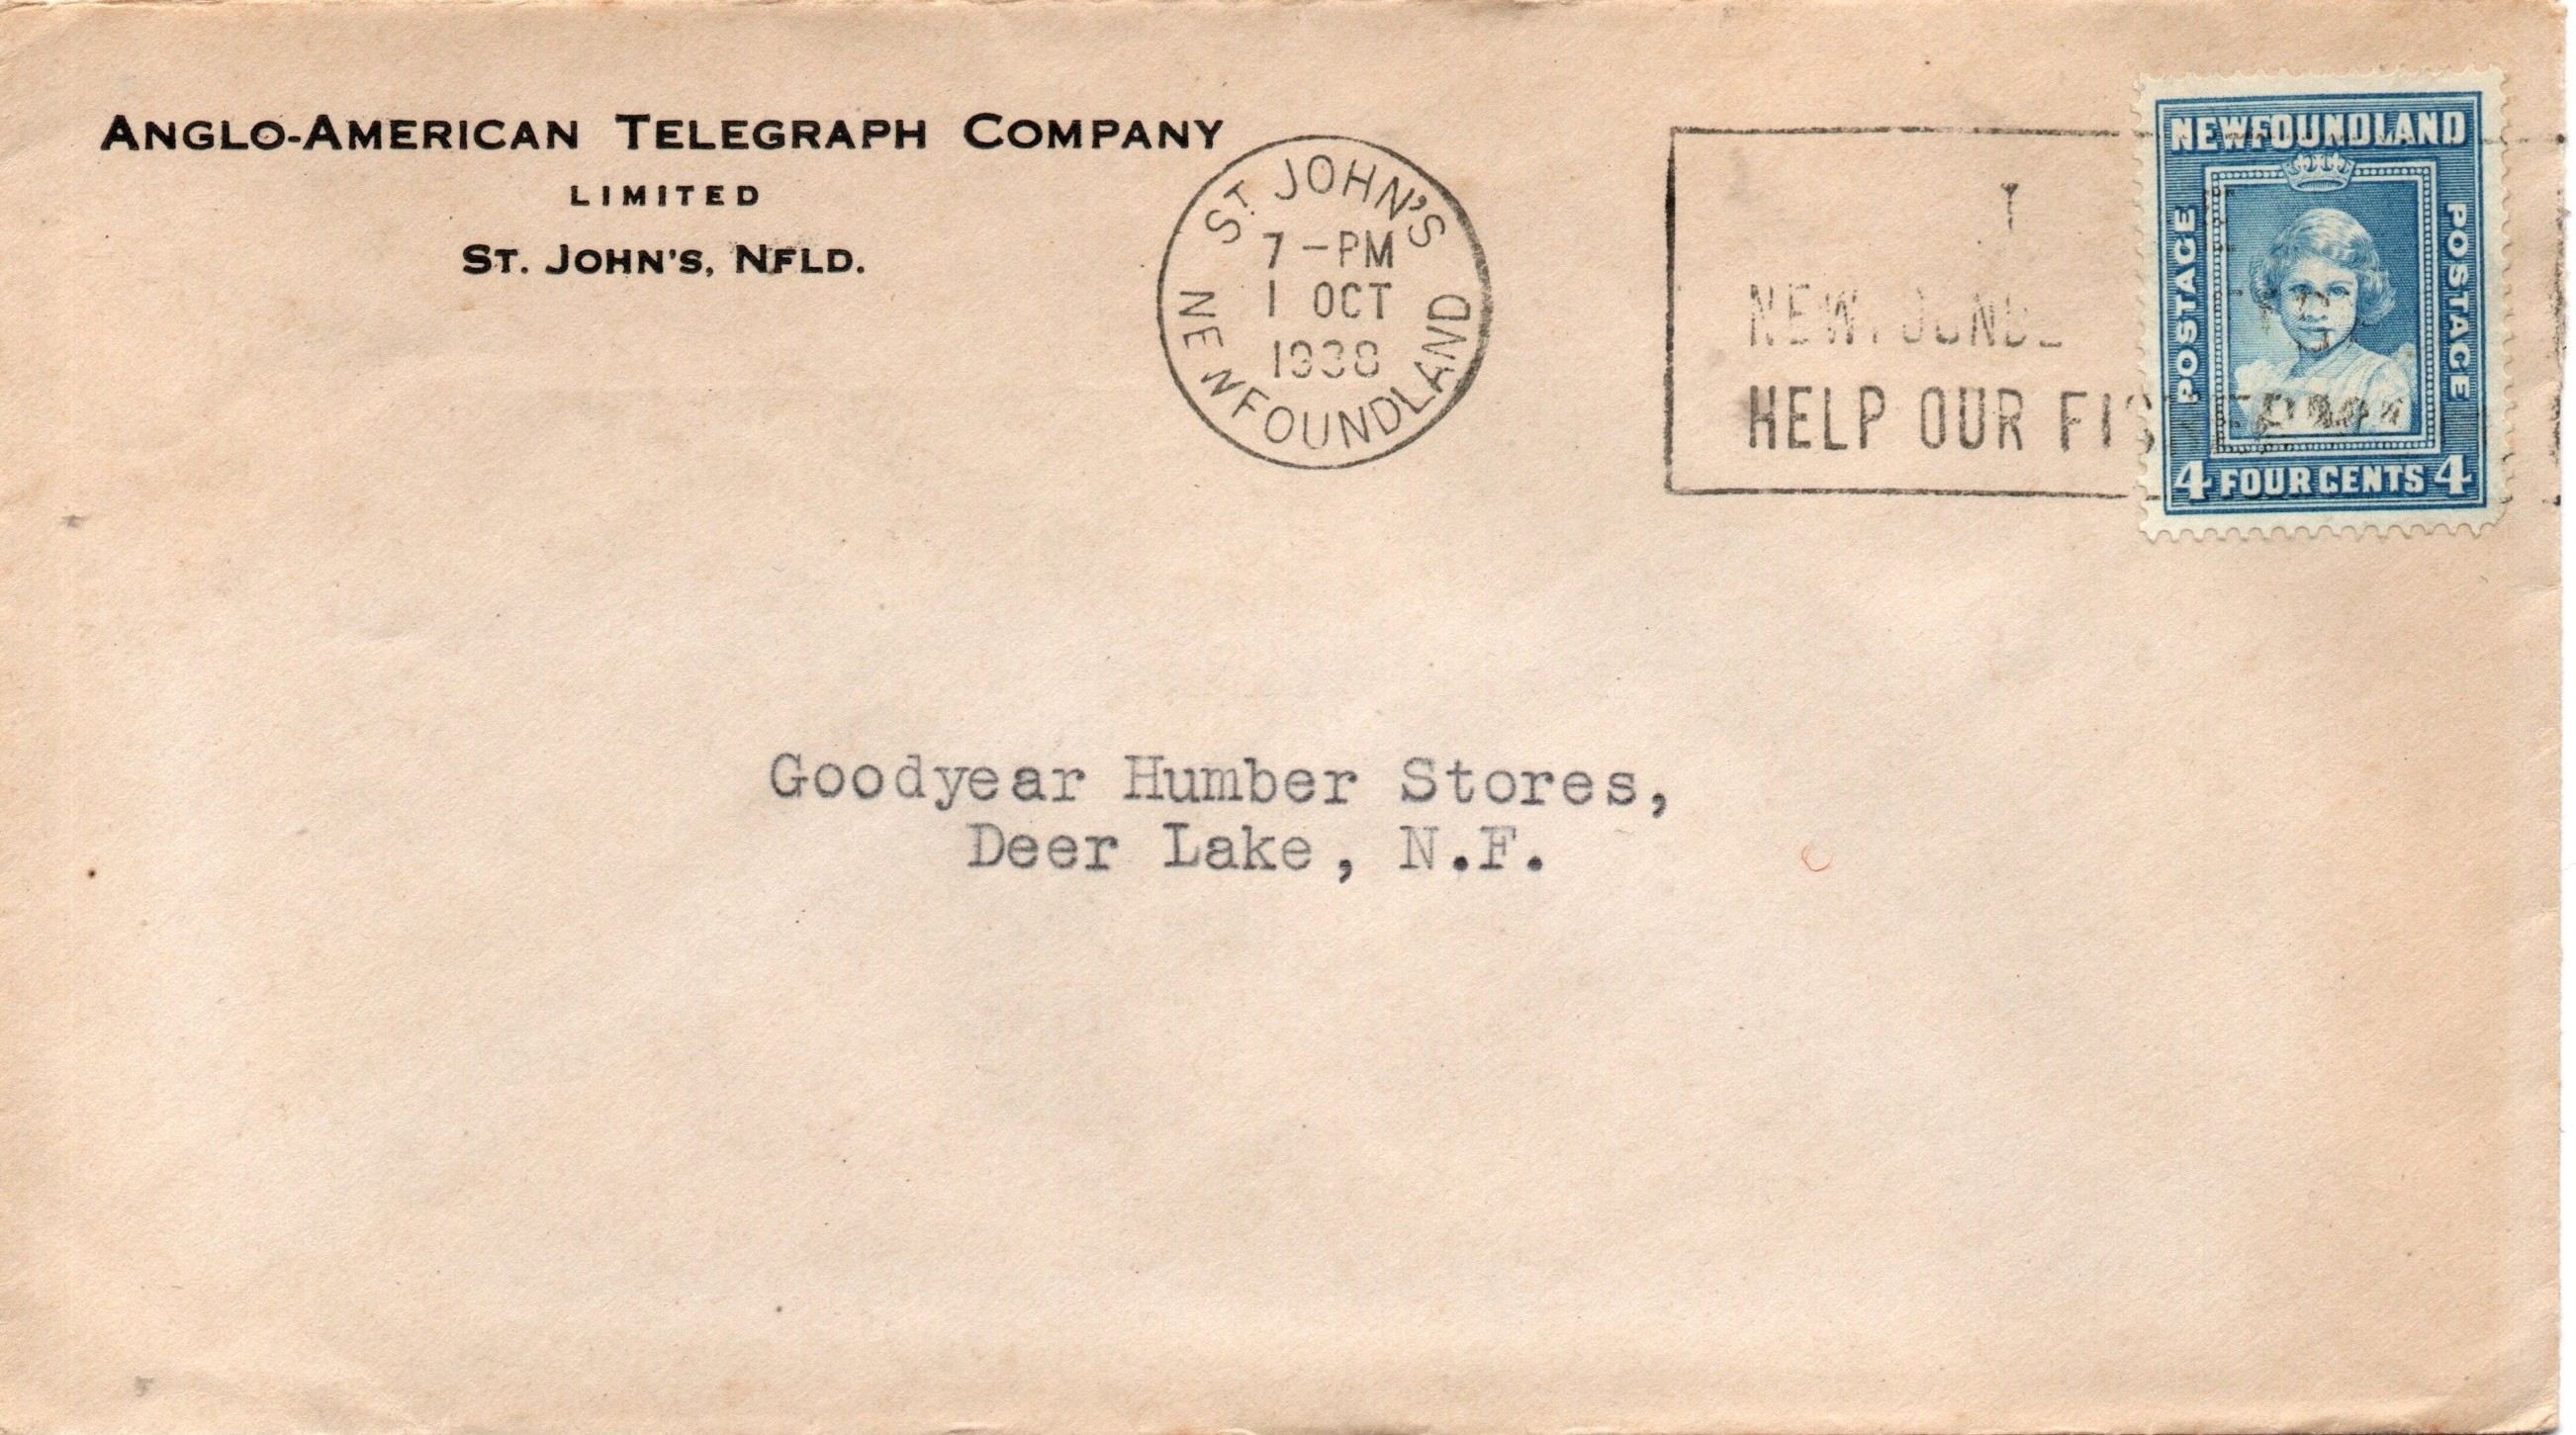 ANGLO-AMERICAN TELEGRAPH COMPANY
LIMITED
ST. JOHN'S, NFLD.
ST. JOHN'S
7-PM
1 OCT
1938
NEWFOUNDLAND
HELP OUR
NEWFOUNDLAND
POSTAGE
POSTAGE
4 FOUR CENTS 4
Goodyear Humber Stores,
Deer Lake, N.F.